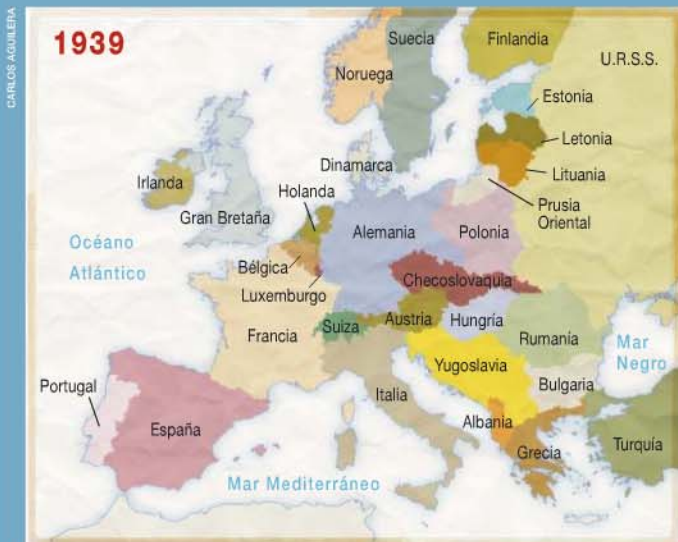 CARLOS AGUILERA
1939
Suecia
Finlandia
Noruega
U.R.S.S.
Estonia
Letonia
Dinamarca
Lituania
Irlanda
Holanda
Gran Bretaña
Prusia
Oriental
Alemania
Polonia
Océano
Atlántico
Bélgica
Checoslovaquia
Luxemburgo
Francia
Suiza
Austria
Hungría
Rumanía
Mar
Negro
Yugoslavia
Portugal
Italia
Bulgaria
España
Albania
Grecia
Turquía
Mar Mediterráneo